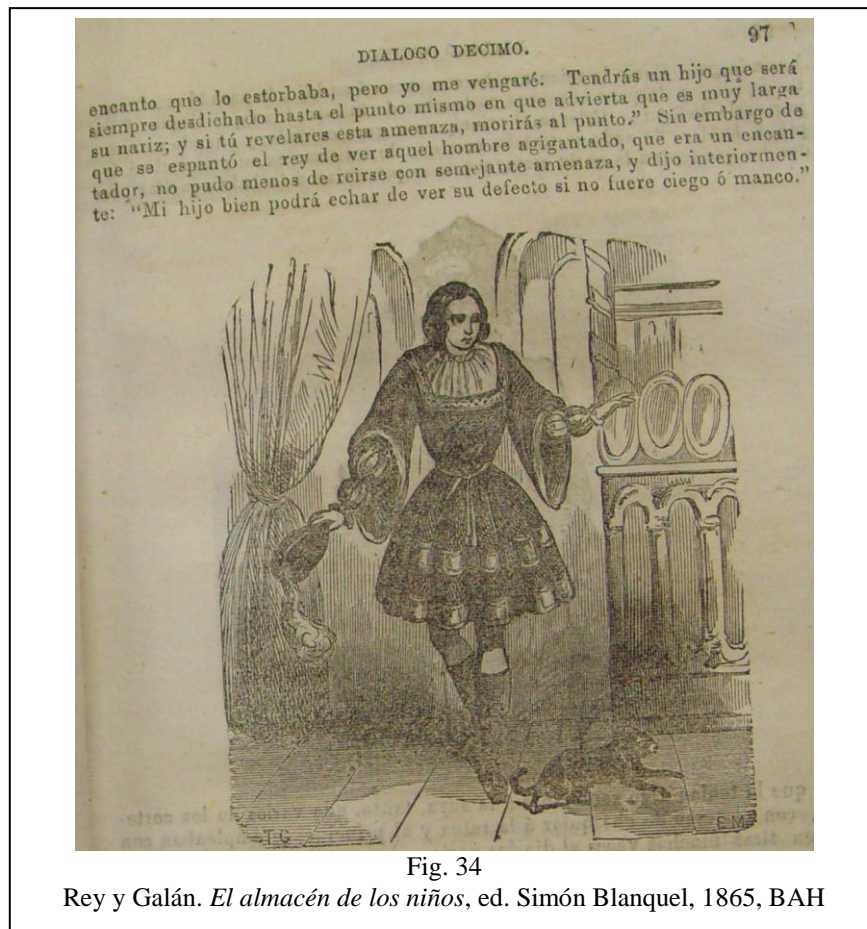 DIALOGO DECIMO. 97
encanto que lo estorbaba, pero yo me vengaré. Tendrás un hijo que será
siempre desdichado hasta el punto mismo en que advierta que es muy larga
su nariz; y si tú revelares esta amenaza, morirás al punto.” Sin embargo de
que se espantó el rey de ver aquel hombre agigantado, que era un encan-
tador, no pudo menos de reirse con semejante amenaza, y dijo interiormen-
te: “Mi hijo bien podrá echar de ver su defecto si no fuere ciego ó manco.”
T G E M
Fig. 34
Rey y Galán. El almacén de los niños, ed. Simón Blanquel, 1865, BAH